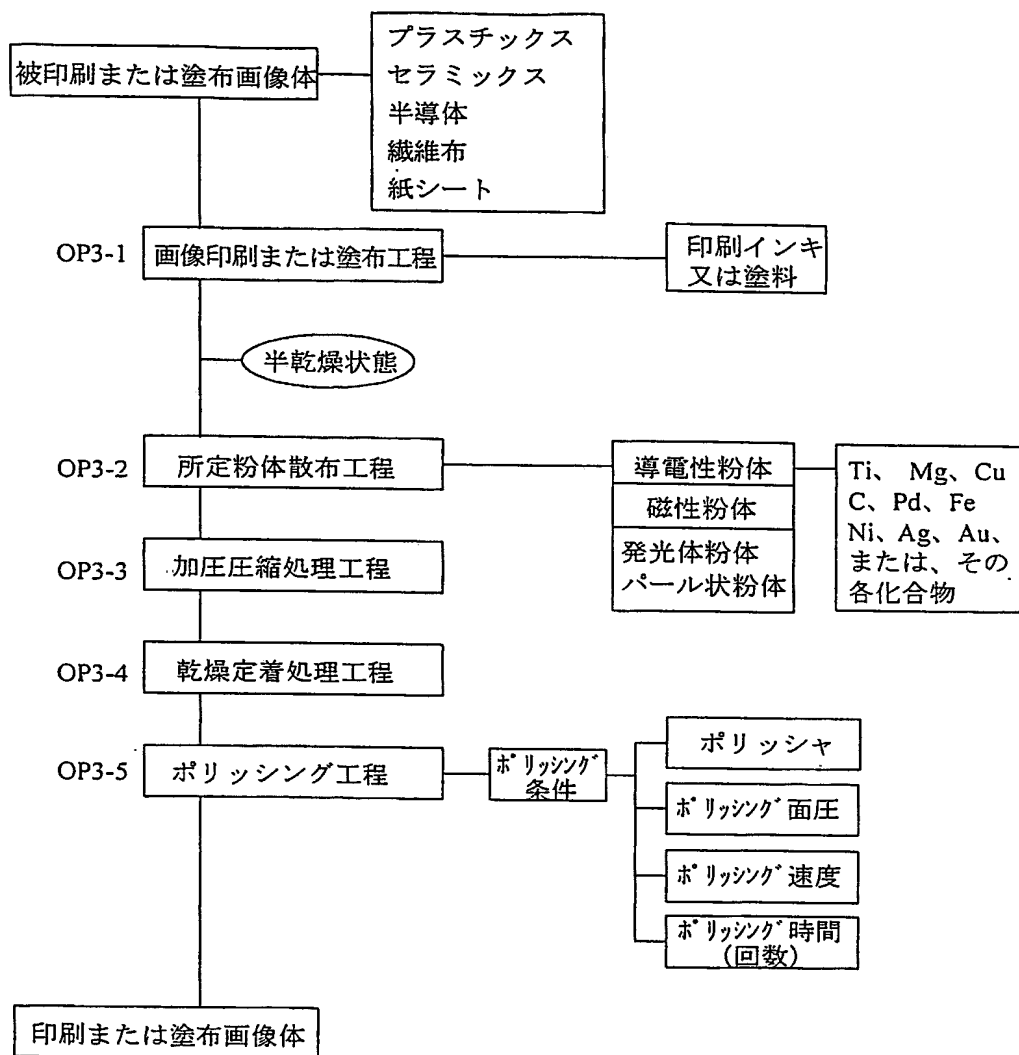 被印刷または塗布画像体
プラスチックス
セラミックス
半導体
繊維布
紙シート
OP3-1
画像印刷または塗布工程
印刷インキ
又は塗料
半乾燥状態
OP3-2
所定粉体散布工程
導電性粉体
磁性粉体
発光体粉体
パール状粉体
Ti、 Mg、Cu
C、Pd、Fe
Ni、Ag、Au、
または、その
各化合物
OP3-3
加圧圧縮処理工程
OP3-4
乾燥定着処理工程
OP3-5
ポリッシング工程
ﾎﾟﾘｯｼﾝｸﾞ
条件
ポリッシャ
ﾎﾟﾘｯｼﾝｸﾞ面圧
ﾎﾟﾘｯｼﾝｸﾞ速度
ﾎﾟﾘｯｼﾝｸﾞ時間
(回数)
印刷または塗布画像体